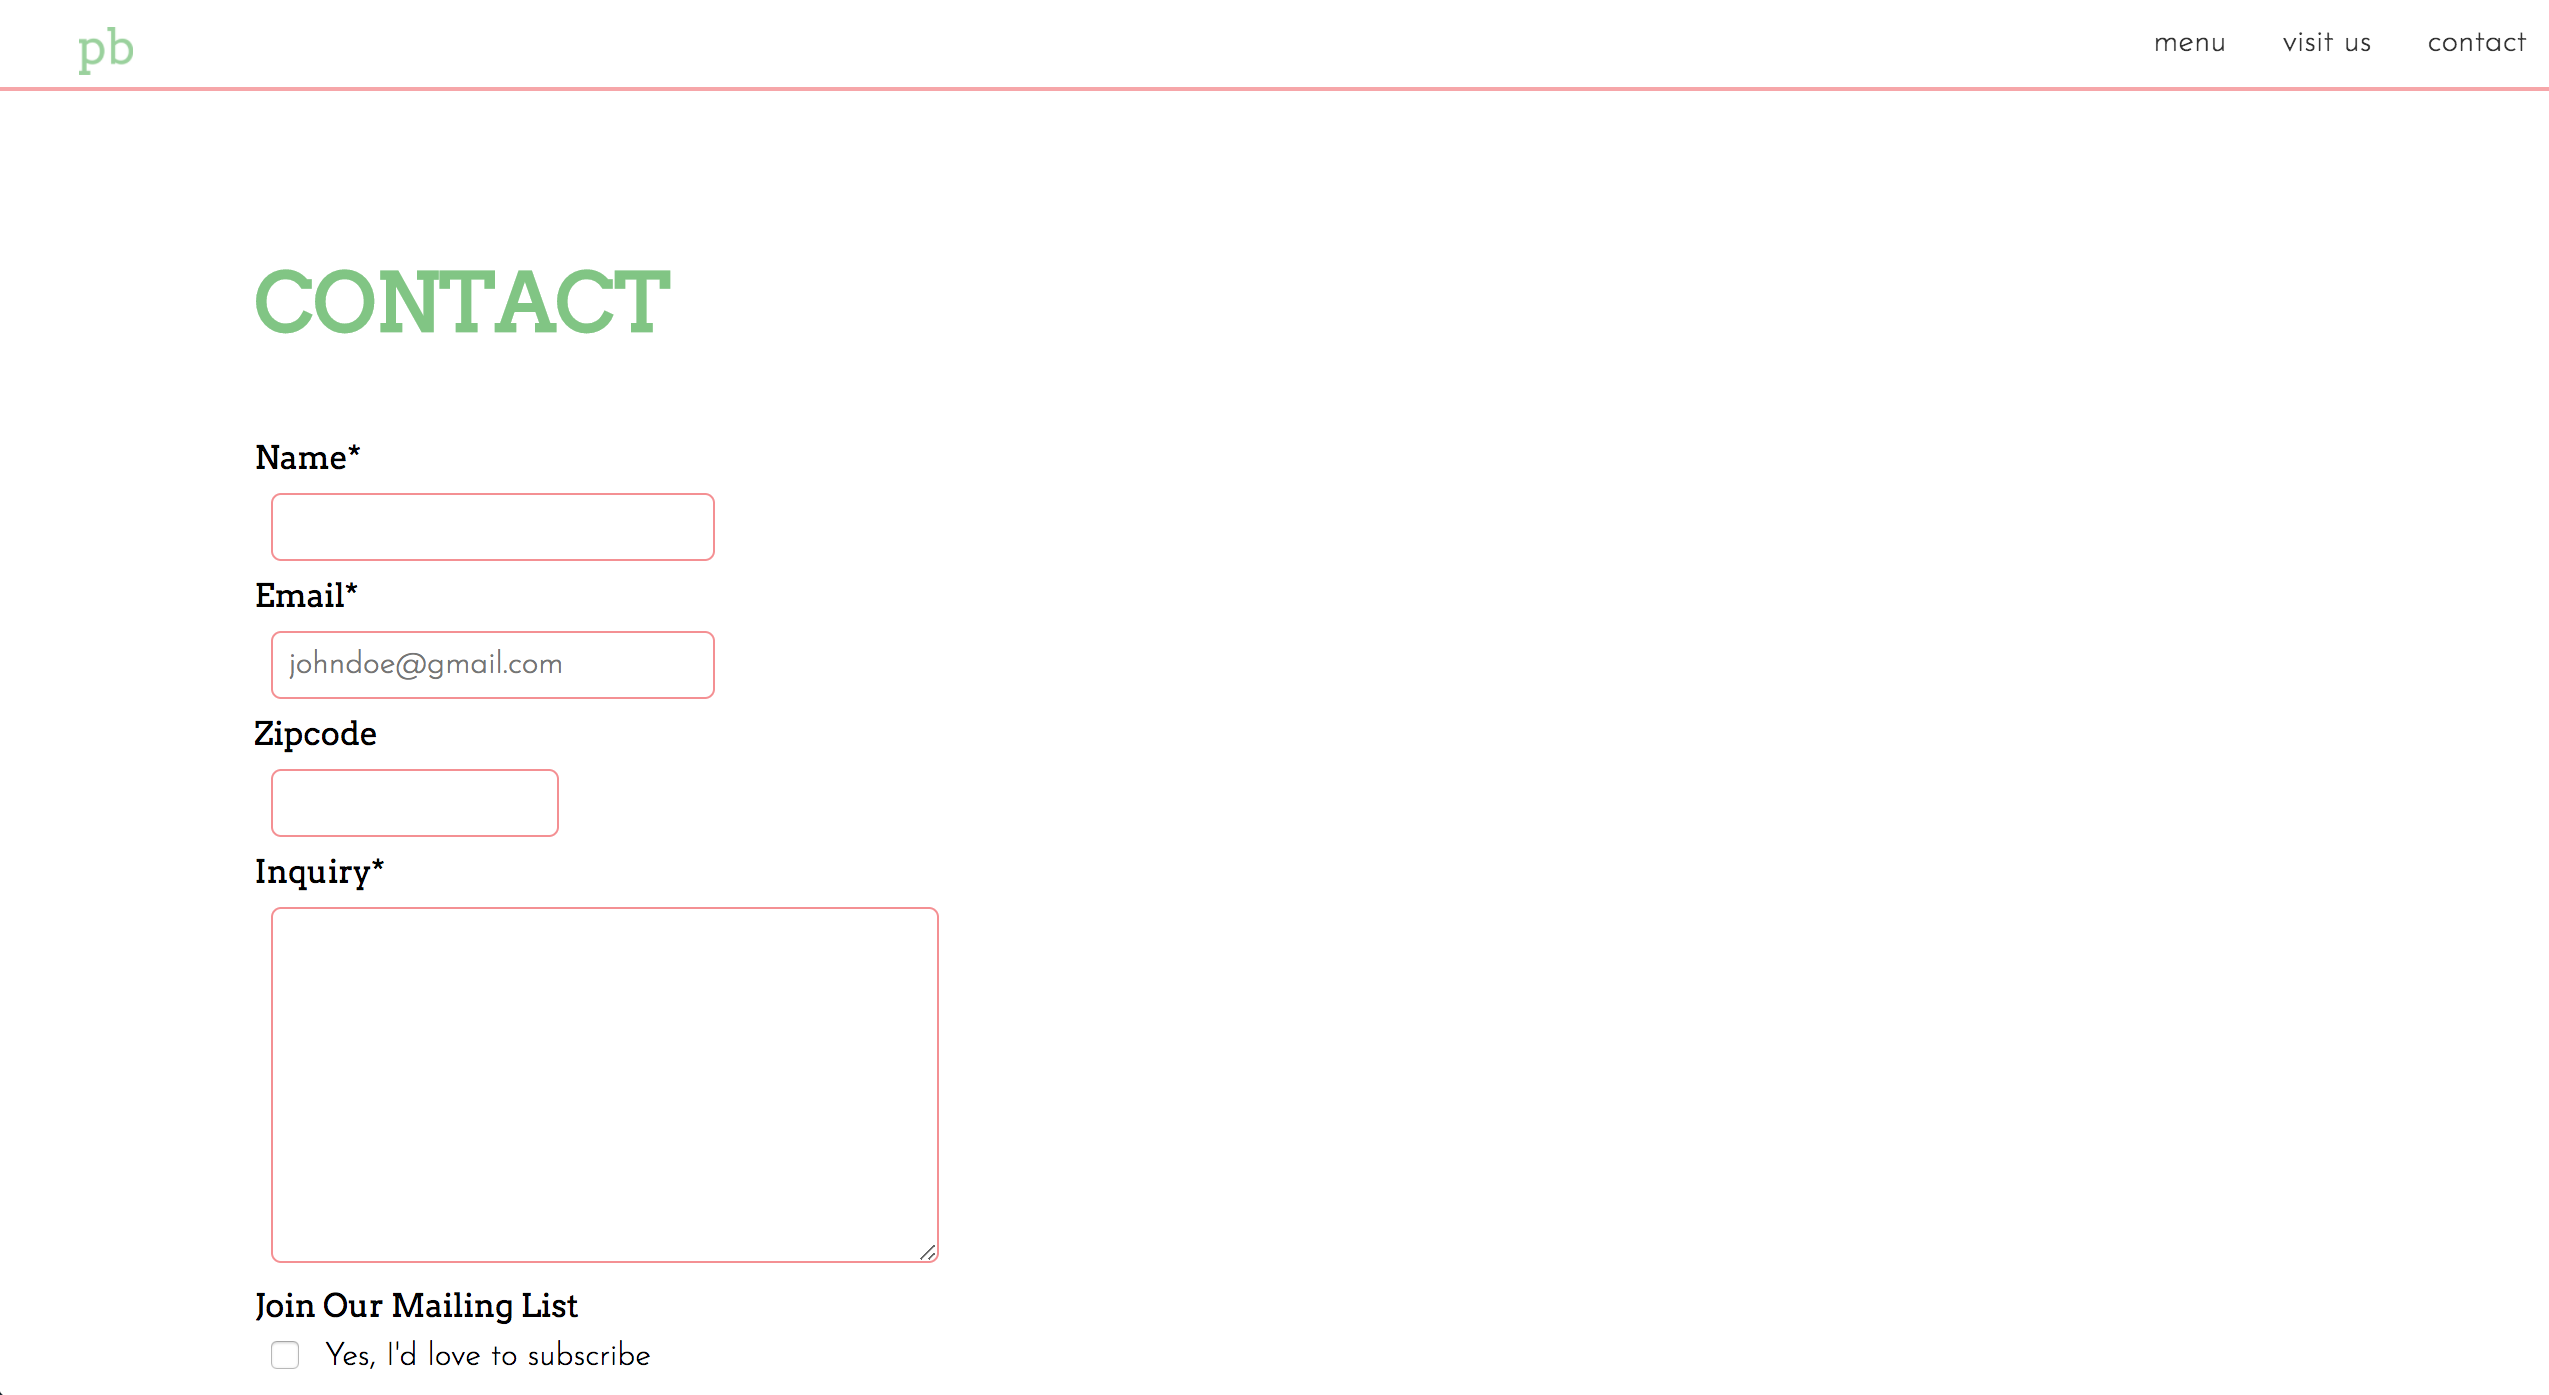 pb
menu visit us contact
CONTACT
Name*
Email*
johndoe@gmail.com
Zipcode
Inquiry*
Join Our Mailing List
Yes, I'd love to subscribe